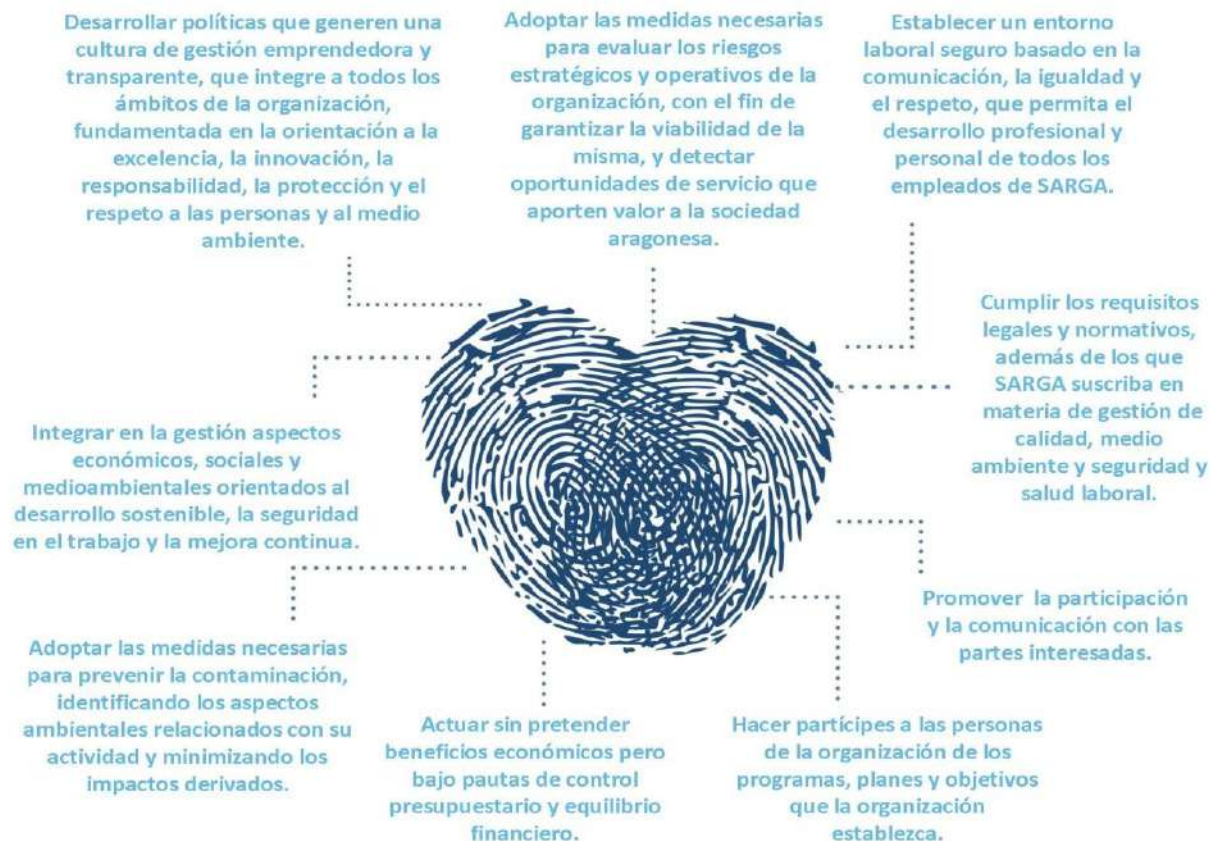 Desarrollar políticas que generen una
cultura de gestión emprendedora y
transparente, que integre a todos los
ámbitos de la organización,
fundamentada en la orientación a la
excelencia, la innovación, la
responsabilidad, la protección y el
respeto a las personas y al medio
ambiente.
Adoptar las medidas necesarias
para evaluar los riesgos
estratégicos y operativos de la
organización, con el fin de
garantizar la viabilidad de la
misma, y detectar
oportunidades de servicio que
aporten valor a la sociedad
aragonesa.
Establecer un entorno
laboral seguro basado en la
comunicación, la igualdad y
el respeto, que permita el
desarrollo profesional y
personal de todos los
empleados de SARGA.
Cumplir los requisitos
legales y normativos,
además de los que
SARGA suscriba en
materia de gestión de
calidad, medio
ambiente y seguridad y
salud laboral.
Integrar en la gestión aspectos
económicos, sociales y
medioambientales orientados al
desarrollo sostenible, la seguridad
en el trabajo y la mejora continua.
Promover la participación
y la comunicación con las
partes interesadas.
Adoptar las medidas necesarias
para prevenir la contaminación,
identificando los aspectos
ambientales relacionados con su
actividad y minimizando los
impactos derivados.
Actuar sin pretender
beneficios económicos pero
bajo pautas de control
presupuestario y equilibrio
financiero.
Hacer partícipes a las personas
de la organización de los
programas, planes y objetivos
que la organización
establezca.